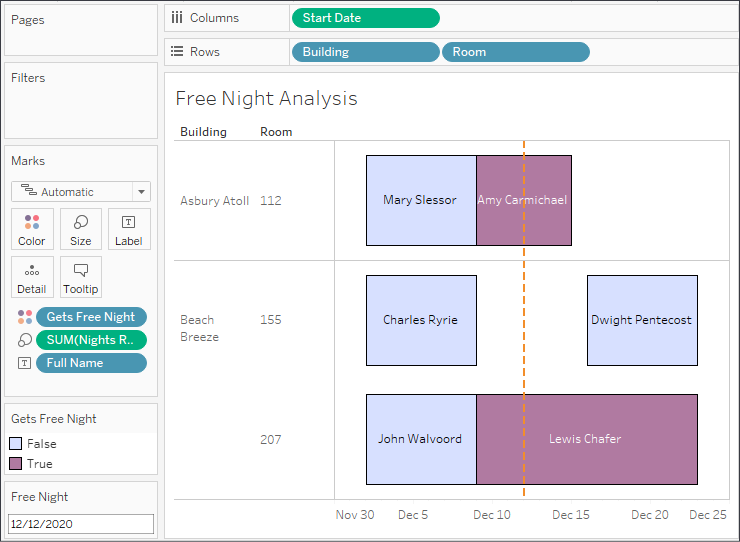 Pages
Columns
Start Date
Rows
Building
Room
Filters
Free Night Analysis
Building
Room
Marks
Automatic
Color
Size
Label
Detail
Tooltip
Gets Free Night
SUM(Nights R..
Full Name
Asbury Atoll
112
Mary Slessor
Amy Carmichael
Beach
Breeze
155
Charles Ryrie
Dwight Pentecost
207
John Walvoord
Lewis Chafer
Gets Free Night
False
True
Free Night
12/12/2020
Nov 30
Dec 5
Dec 10
Dec 15
Dec 20
Dec 25